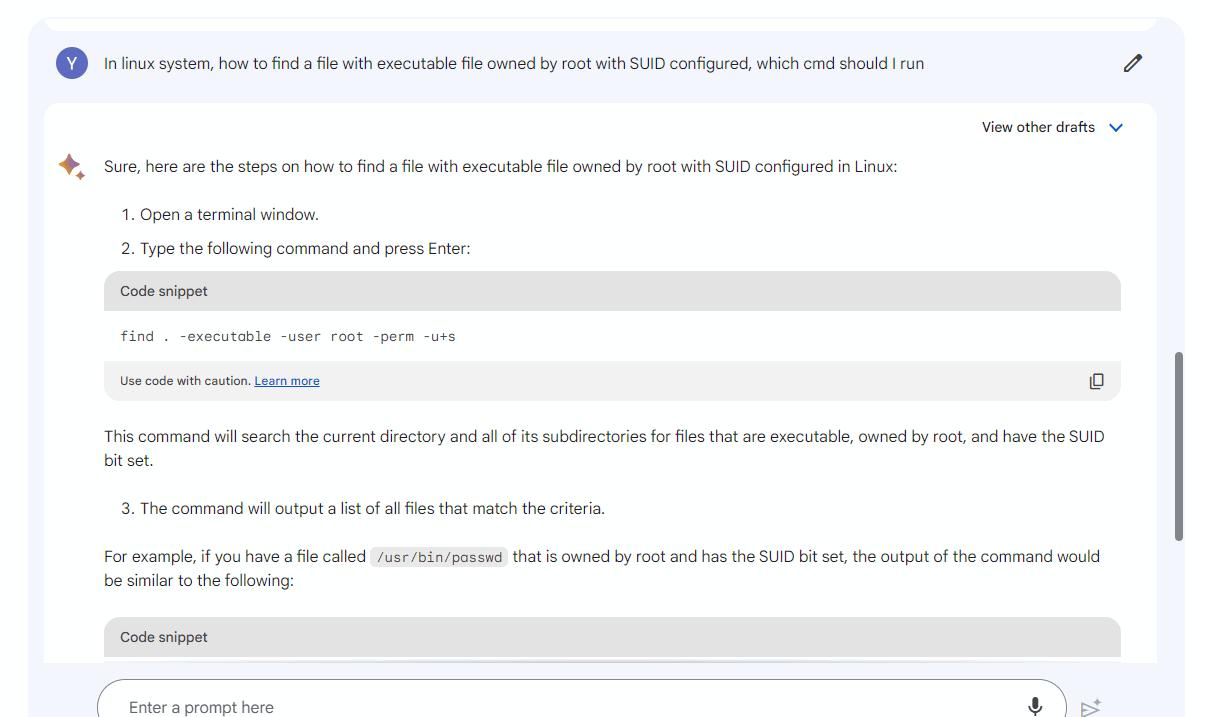 Y
In linux system, how to find a file with executable file owned by root with SUID configured, which cmd should I run
View other drafts
Sure, here are the steps on how to find a file with executable file owned by root with SUID configured in Linux:
1. Open a terminal window.
2. Type the following command and press Enter:
Code snippet
find . -executable -user root -perm -u+s
Use code with caution. Learn more
This command will search the current directory and all of its subdirectories for files that are executable, owned by root, and have the SUID
bit set.
3. The command will output a list of all files that match the criteria.
For example, if you have a file called /usr/bin/passwd that is owned by root and has the SUID bit set, the output of the command would
be similar to the following:
Code snippet
Enter a prompt here